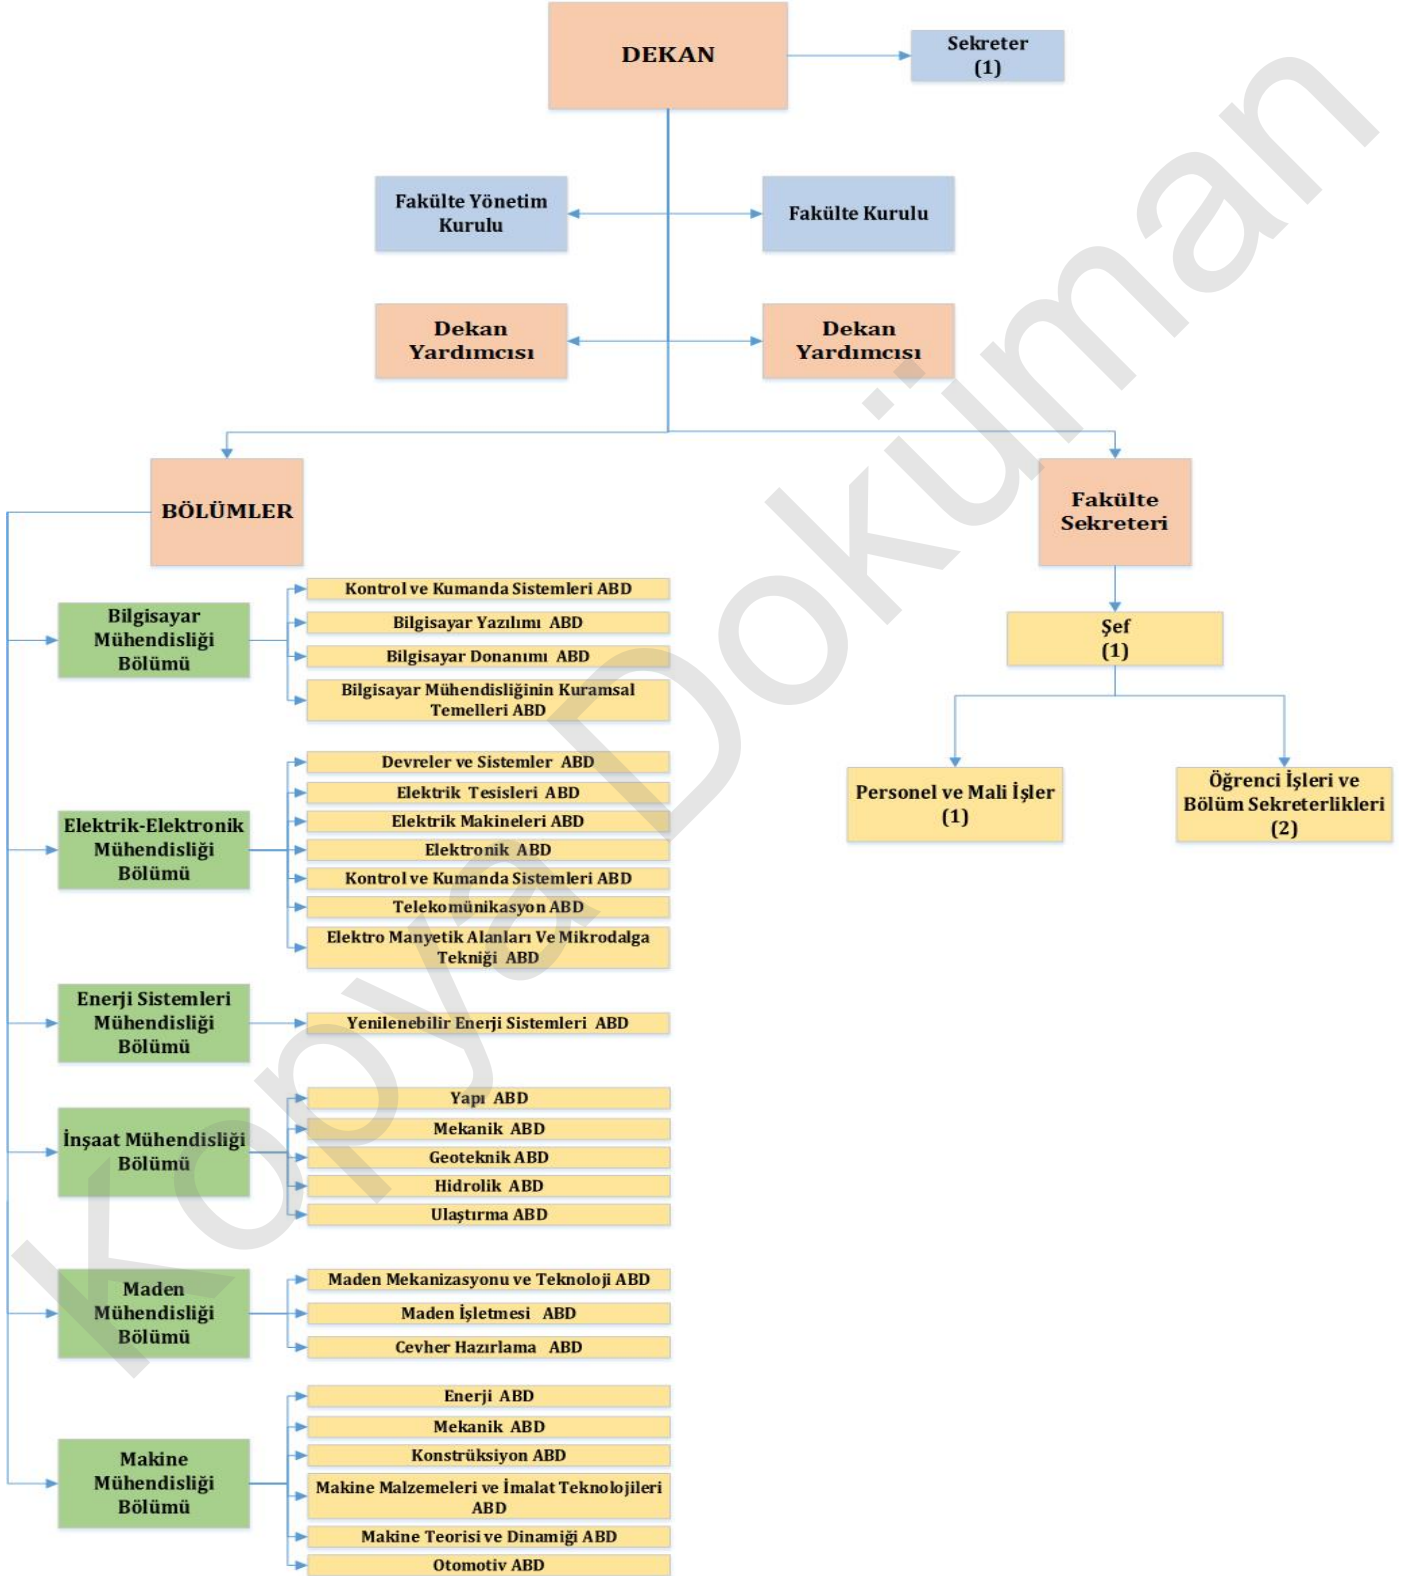 DEKAN
Sekreter
(1)
Fakülte Yönetim
Kurulu
Fakülte Kurulu
Dekan
Yardımcısı
Dekan
Yardımcısı
BÖLÜMLER
Fakülte
Sekreteri
Şef
(1)
Personel ve Mali İşler
(1)
Öğrenci İşleri ve
Bölüm Sekreterlikleri
(2)
Bilgisayar
Mühendisliği
Bölümü
Kontrol ve Kumanda Sistemleri ABD
Bilgisayar Yazılımı ABD
Bilgisayar Donanımı ABD
Bilgisayar Mühendisliğinin Kuramsal
Temelleri ABD
Elektrik-Elektronik
Mühendisliği
Bölümü
Devreler ve Sistemler ABD
Elektrik Tesisleri ABD
Elektrik Makineleri ABD
Elektronik ABD
Kontrol ve Kumanda Sistemleri ABD
Telekomünikasyon ABD
Elektro Manyetik Alanları Ve Mikrodalga
Tekniği ABD
Enerji Sistemleri
Mühendisliği
Bölümü
Yenilenebilir Enerji Sistemleri ABD
İnşaat Mühendisliği
Bölümü
Yapı ABD
Mekanik ABD
Geoteknik ABD
Hidrolik ABD
Ulaştırma ABD
Maden
Mühendisliği
Bölümü
Maden Mekanizasyonu ve Teknoloji ABD
Maden İşletmesi ABD
Cevher Hazırlama ABD
Makine
Mühendisliği
Bölümü
Enerji ABD
Mekanik ABD
Konstrüksiyon ABD
Makine Malzemeleri ve İmalat Teknolojileri
ABD
Makine Teorisi ve Dinamiği ABD
Otomotiv ABD
Kopya Doküman